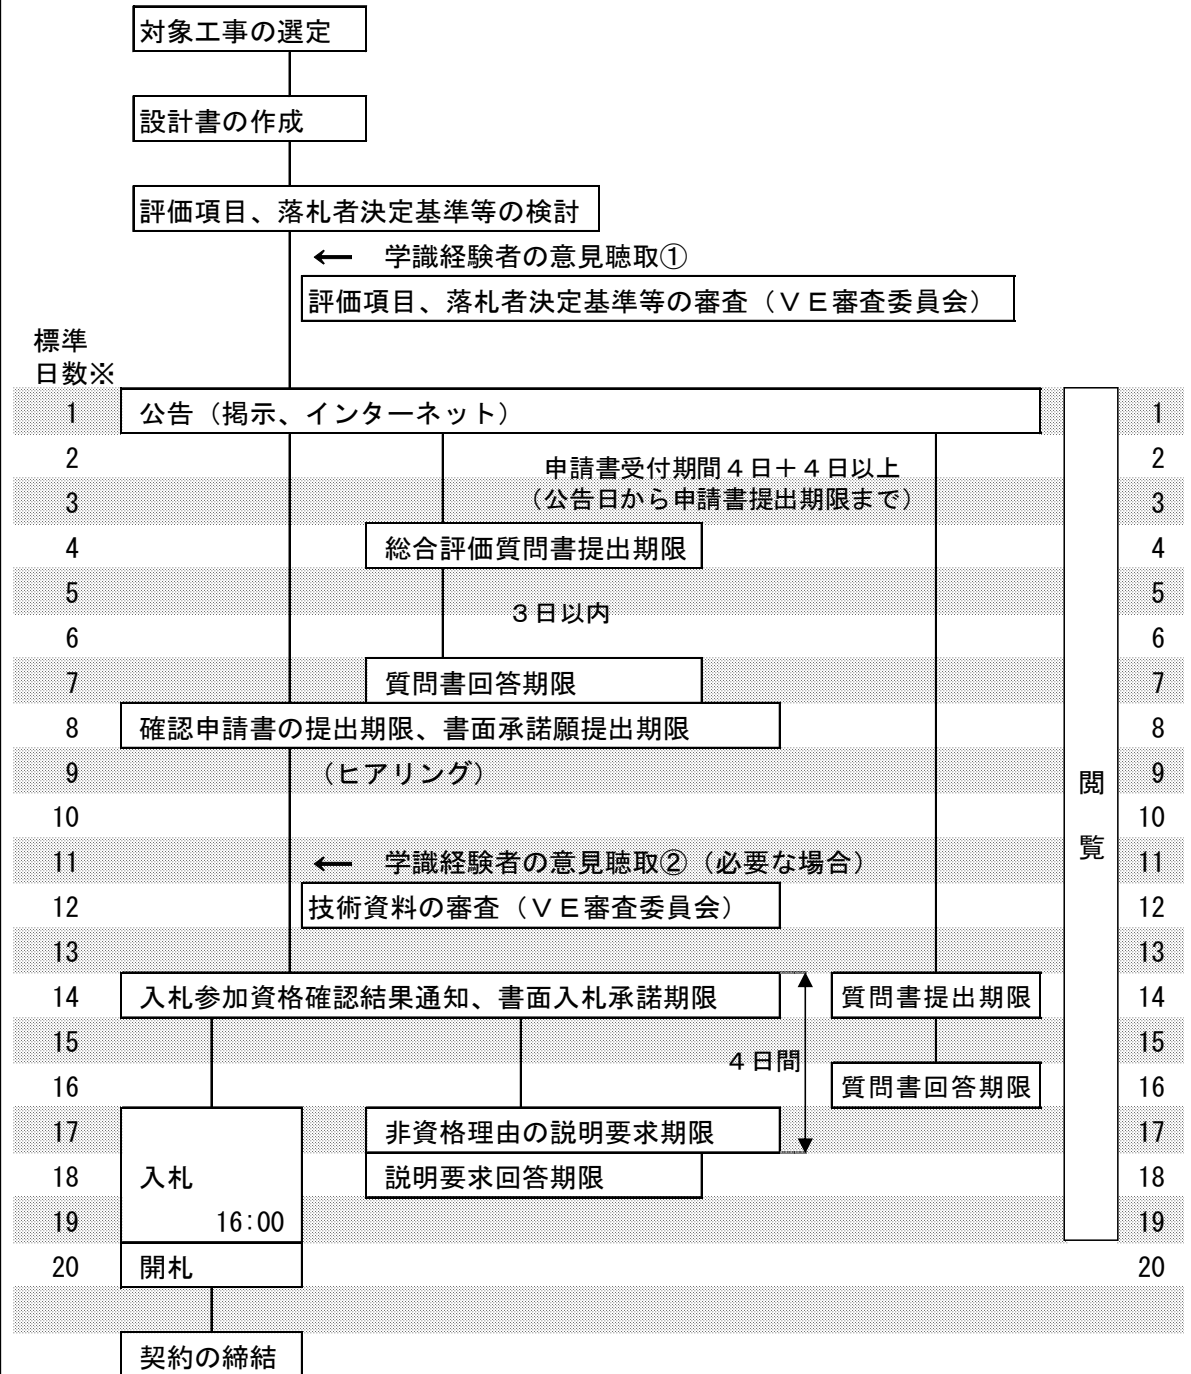 対象工事の選定
設計書の作成
評価項目、落札者決定基準等の検討
← 学識経験者の意見聴取①
評価項目、落札者決定基準等の審査（ＶＥ審査委員会）
標準
日数※
1 公告（掲示、インターネット） 1
2 申請書受付期間４日＋４日以上 2
3 （公告日から申請書提出期限まで） 3
4 総合評価質問書提出期限 4
5 5
３日以内
6 6
7 質問書回答期限 7
8 確認申請書の提出期限、書面承諾願提出期限 8
9 （ヒアリング） 9
閲
10 10
覧
11 ← 学識経験者の意見聴取②（必要な場合） 11
12 技術資料の審査（ＶＥ審査委員会） 12
13 13
14 入札参加資格確認結果通知、書面入札承諾期限 質問書提出期限 14
15 15
４日間
16 質問書回答期限 16
17 非資格理由の説明要求期限 17
18 入札 説明要求回答期限 18
19 16:00 19
20 開札 20
契約の締結